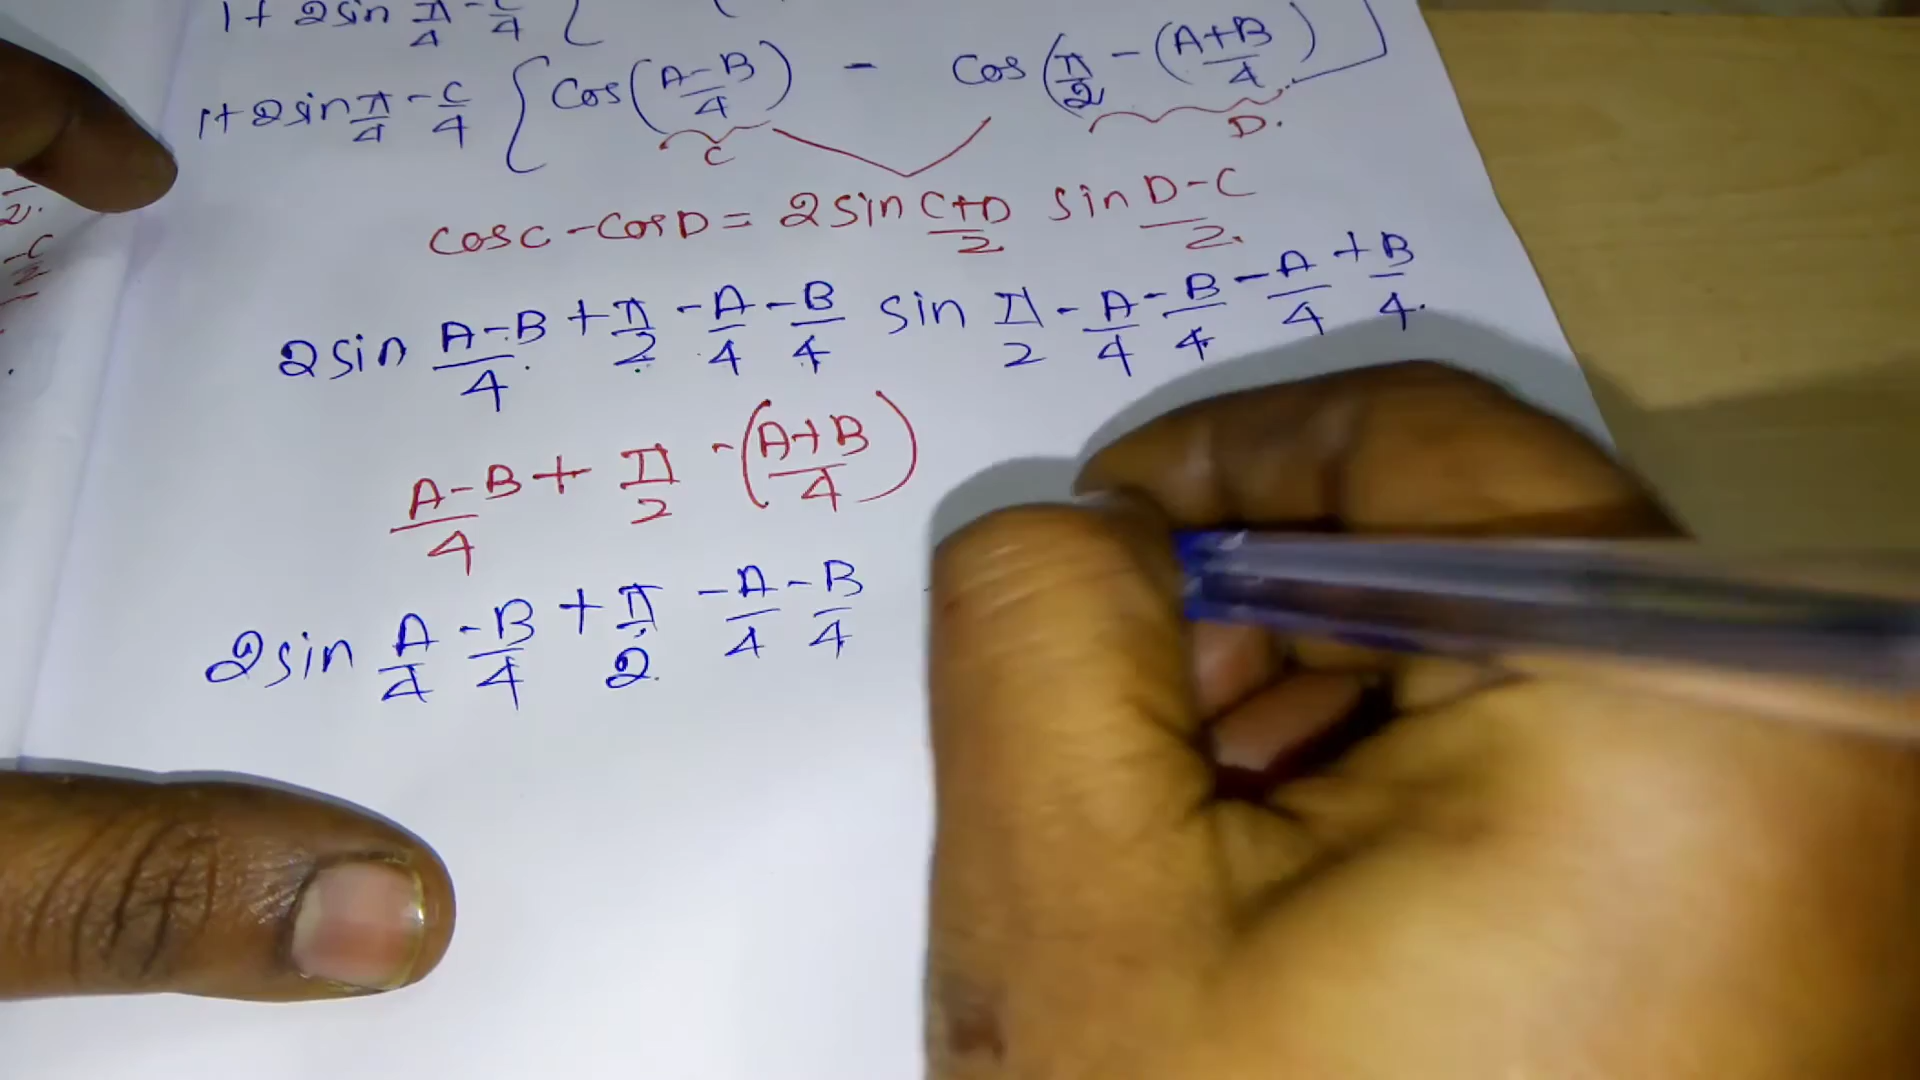 1+ 2sin π/4 - C/4 {
1+ 2sin π/4 - C/4 { Cos(A-B/4) - Cos(π/2 - (A+B/4)) }
C D.
CosC-CosD = 2sin C+D/2 sin D-C/2.
2sin A-B/4 + π/2 - A/4 - B/4 sin π/2 - A/4 - B/4 - A/4 + B/4.
A-B/4 + π/2 - (A+B/4)
2sin A/4 - B/4 + π/2 - A/4 - B/4
2.
-C/2